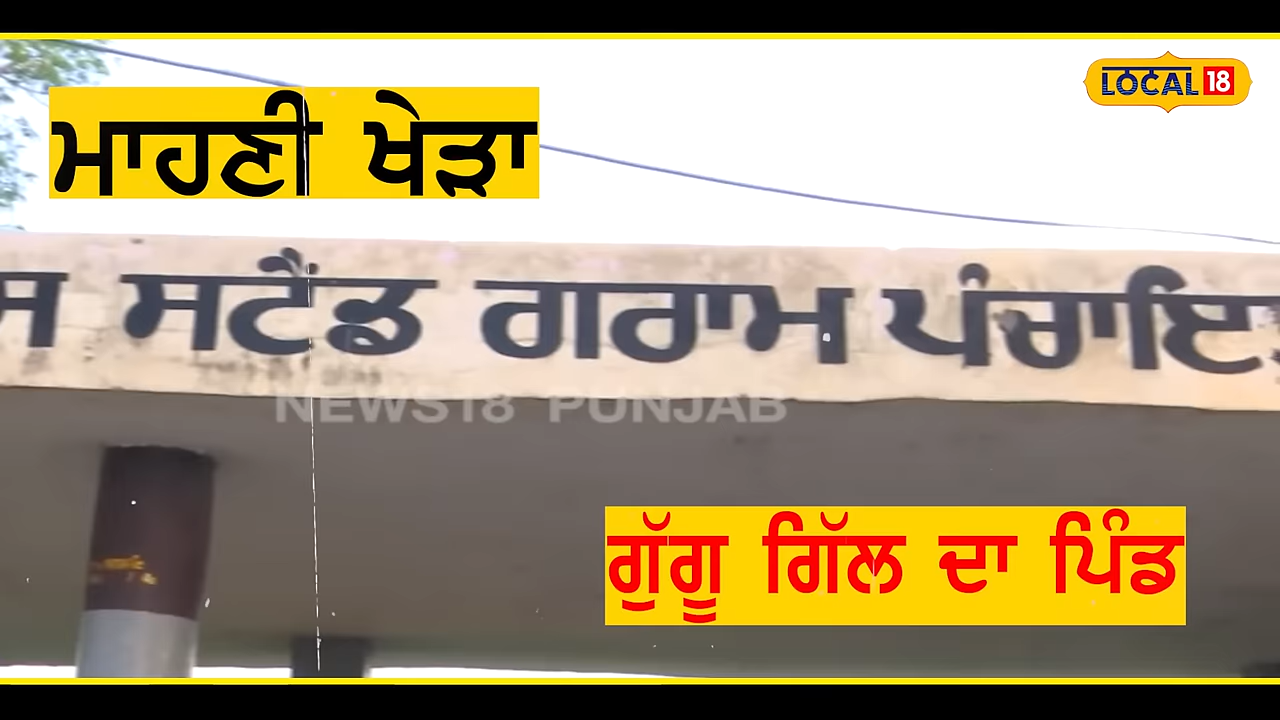 LOCAL 18
ਮਾਹਣੀ ਖੇੜਾ
ਸਟੈਂਡ ਗਰਾਮ
NEWS18 PUNJAB
ਗੁੱਗੂ ਗਿੱਲ ਦਾ ਪਿੰਡ